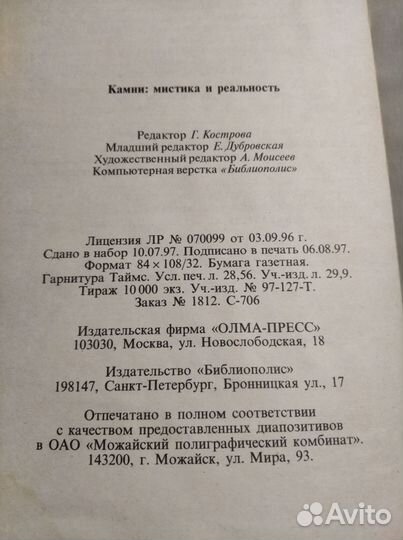 Камни: мистика и реальность
Редактор Г. Кострова
Младший редактор Е. Дубровская
Художественный редактор А. Моисеев
Компьютерная верстка «Библиополис»
Лицензия ЛР № 070099 от 03.09.96 г.
Сдано в набор 10.07.97. Подписано в печать 06.08.97.
Формат 84 × 108/32. Бумага газетная.
Гарнитура Таймс. Усл. печ. л. 28,56. Уч.-изд. л. 29,9.
Тираж 10 000 экз. Уч.-изд. № 97-127-Т.
Заказ № 1812. С-706
Издательская фирма «ОЛМА-ПРЕСС»
103030, Москва, ул. Новослободская, 18
Издательство «Библиополис»
198147, Санкт-Петербург, Бронницкая ул., 17
Отпечатано в полном соответствии
с качеством предоставленных диапозитивов
в ОАО «Можайский полиграфический комбинат».
143200, г. Можайск, ул. Мира, 93.
Avito